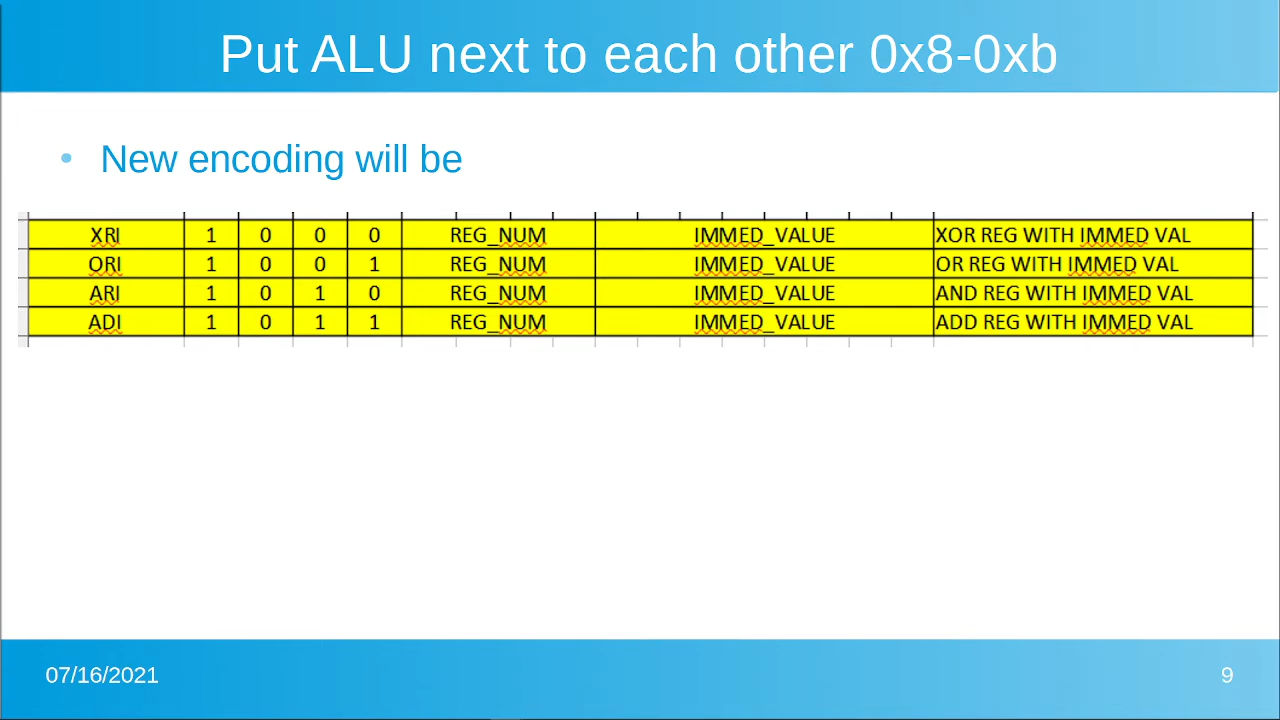 Put ALU next to each other 0x8-0xb
• New encoding will be
XRI 1 0 0 0 REG_NUM IMMED_VALUE XOR REG WITH IMMED VAL
ORI 1 0 0 1 REG_NUM IMMED_VALUE OR REG WITH IMMED VAL
ARI 1 0 1 0 REG_NUM IMMED_VALUE AND REG WITH IMMED VAL
ADI 1 0 1 1 REG_NUM IMMED_VALUE ADD REG WITH IMMED VAL
07/16/2021 9